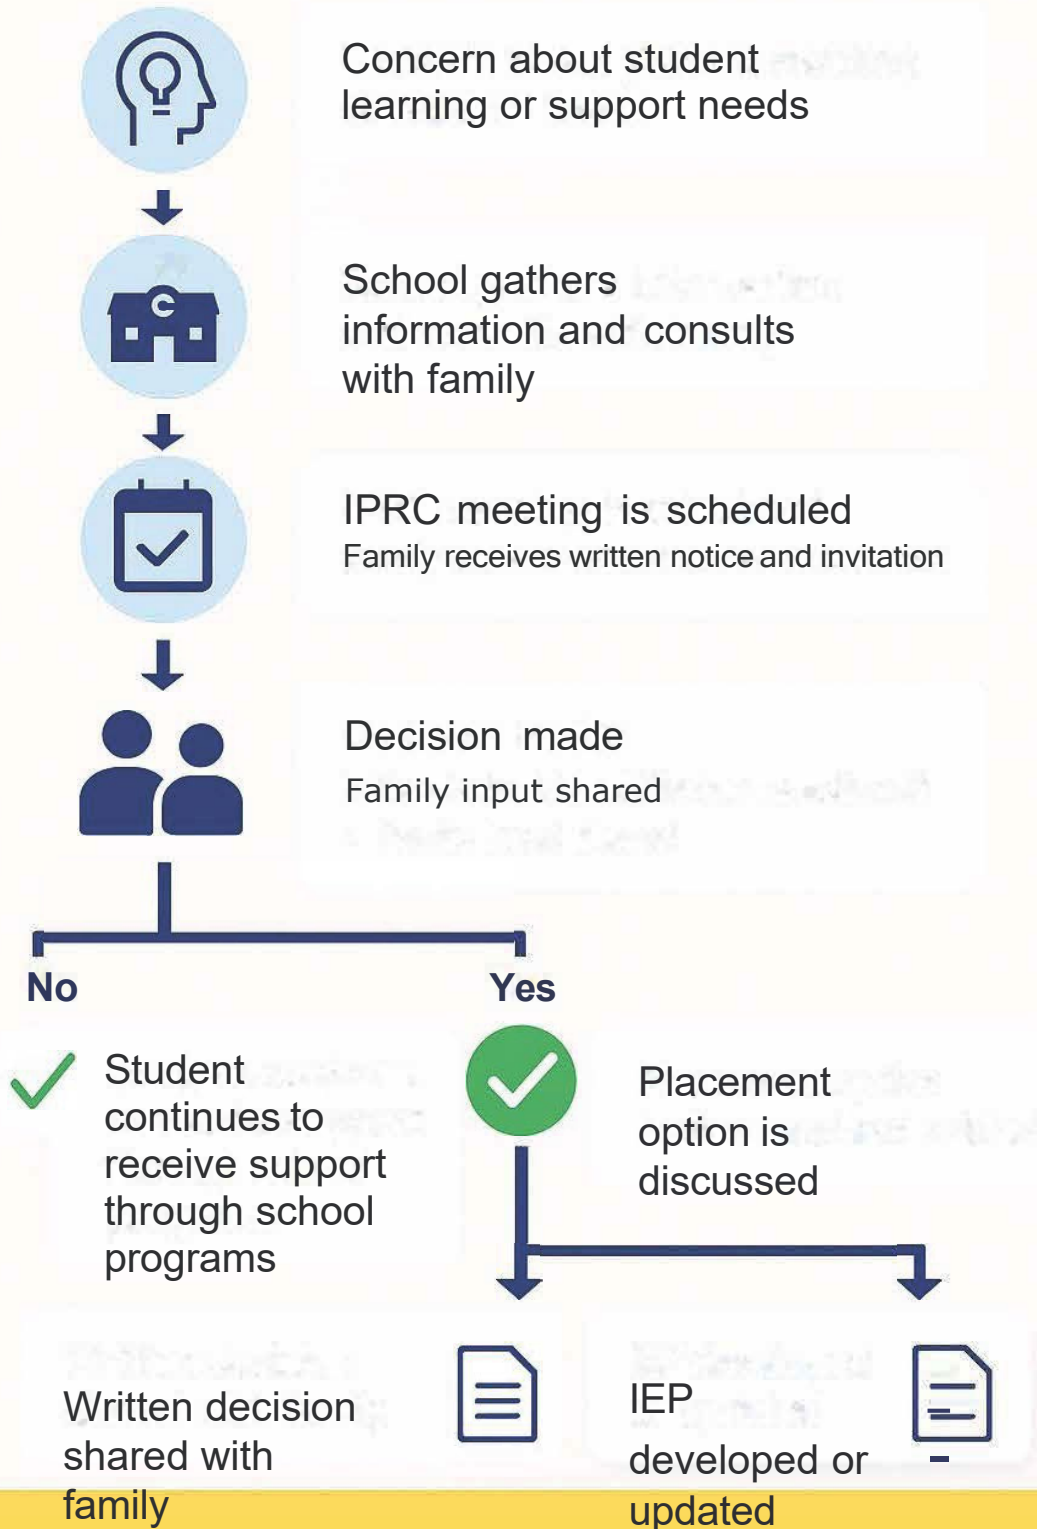 Concern about student
learning or support needs
School gathers
information and consults
with family
IPRC meeting is scheduled
Family receives written notice and invitation
Decision made
Family input shared
No
Yes
Student
continues to
receive support
through school
programs
Placement
option is
discussed
Written decision
shared with
family
IEP
developed or
updated